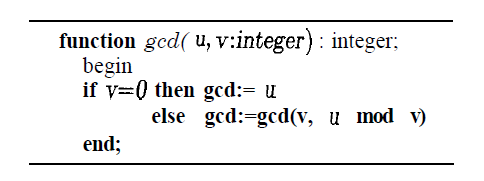 function gcd( u, v:integer) : integer;
begin
if v=0 then gcd:= u
else gcd:=gcd(v, u mod v)
end;